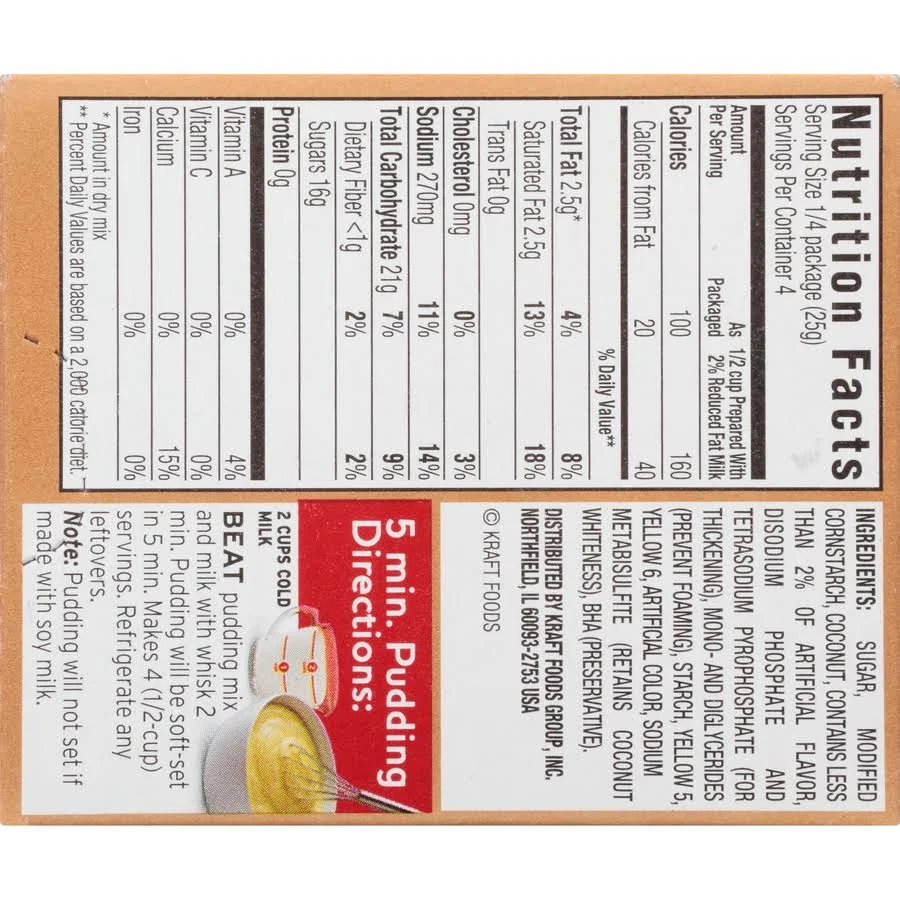 Nutrition Facts
Serving Size 1/4 package (25g)
Servings Per Container 4
Amount Per Serving As Packaged 1/2 cup Prepared With 2% Reduced Fat Milk
Calories 100 160
Calories from Fat 20 40
% Daily Value**
Total Fat 2.5g* 4% 8%
Saturated Fat 2.5g 13% 18%
Trans Fat 0g
Cholesterol 0mg 0% 3%
Sodium 270mg 11% 14%
Total Carbohydrate 21g 7% 9%
Dietary Fiber <1g 2% 2%
Sugars 16g
Protein 0g
Vitamin A 0% 4%
Vitamin C 0% 0%
Calcium 0% 15%
Iron 0% 0%
* Amount in dry mix
** Percent Daily Values are based on a 2,000 calorie diet.
INGREDIENTS: SUGAR, MODIFIED
CORNSTARCH, COCONUT, CONTAINS LESS
THAN 2% OF ARTIFICIAL FLAVOR,
DISODIUM PHOSPHATE AND
TETRASODIUM PYROPHOSPHATE (FOR
THICKENING), MONO- AND DIGLYCERIDES
(PREVENT FOAMING), STARCH, YELLOW 5,
YELLOW 6, ARTIFICIAL COLOR, SODIUM
METABISULFITE (RETAINS COCONUT
WHITENESS), BHA (PRESERVATIVE).
DISTRIBUTED BY KRAFT FOODS GROUP, INC.
NORTHFIELD, IL 60093-2753 USA
© KRAFT FOODS
5 min. Pudding
Directions:
2 CUPS COLD
MILK
2
1
BEAT pudding mix
and milk with whisk 2
min. Pudding will be soft-set
in 5 min. Makes 4 (1/2-cup)
servings. Refrigerate any
leftovers.
Note: Pudding will not set if
made with soy milk.